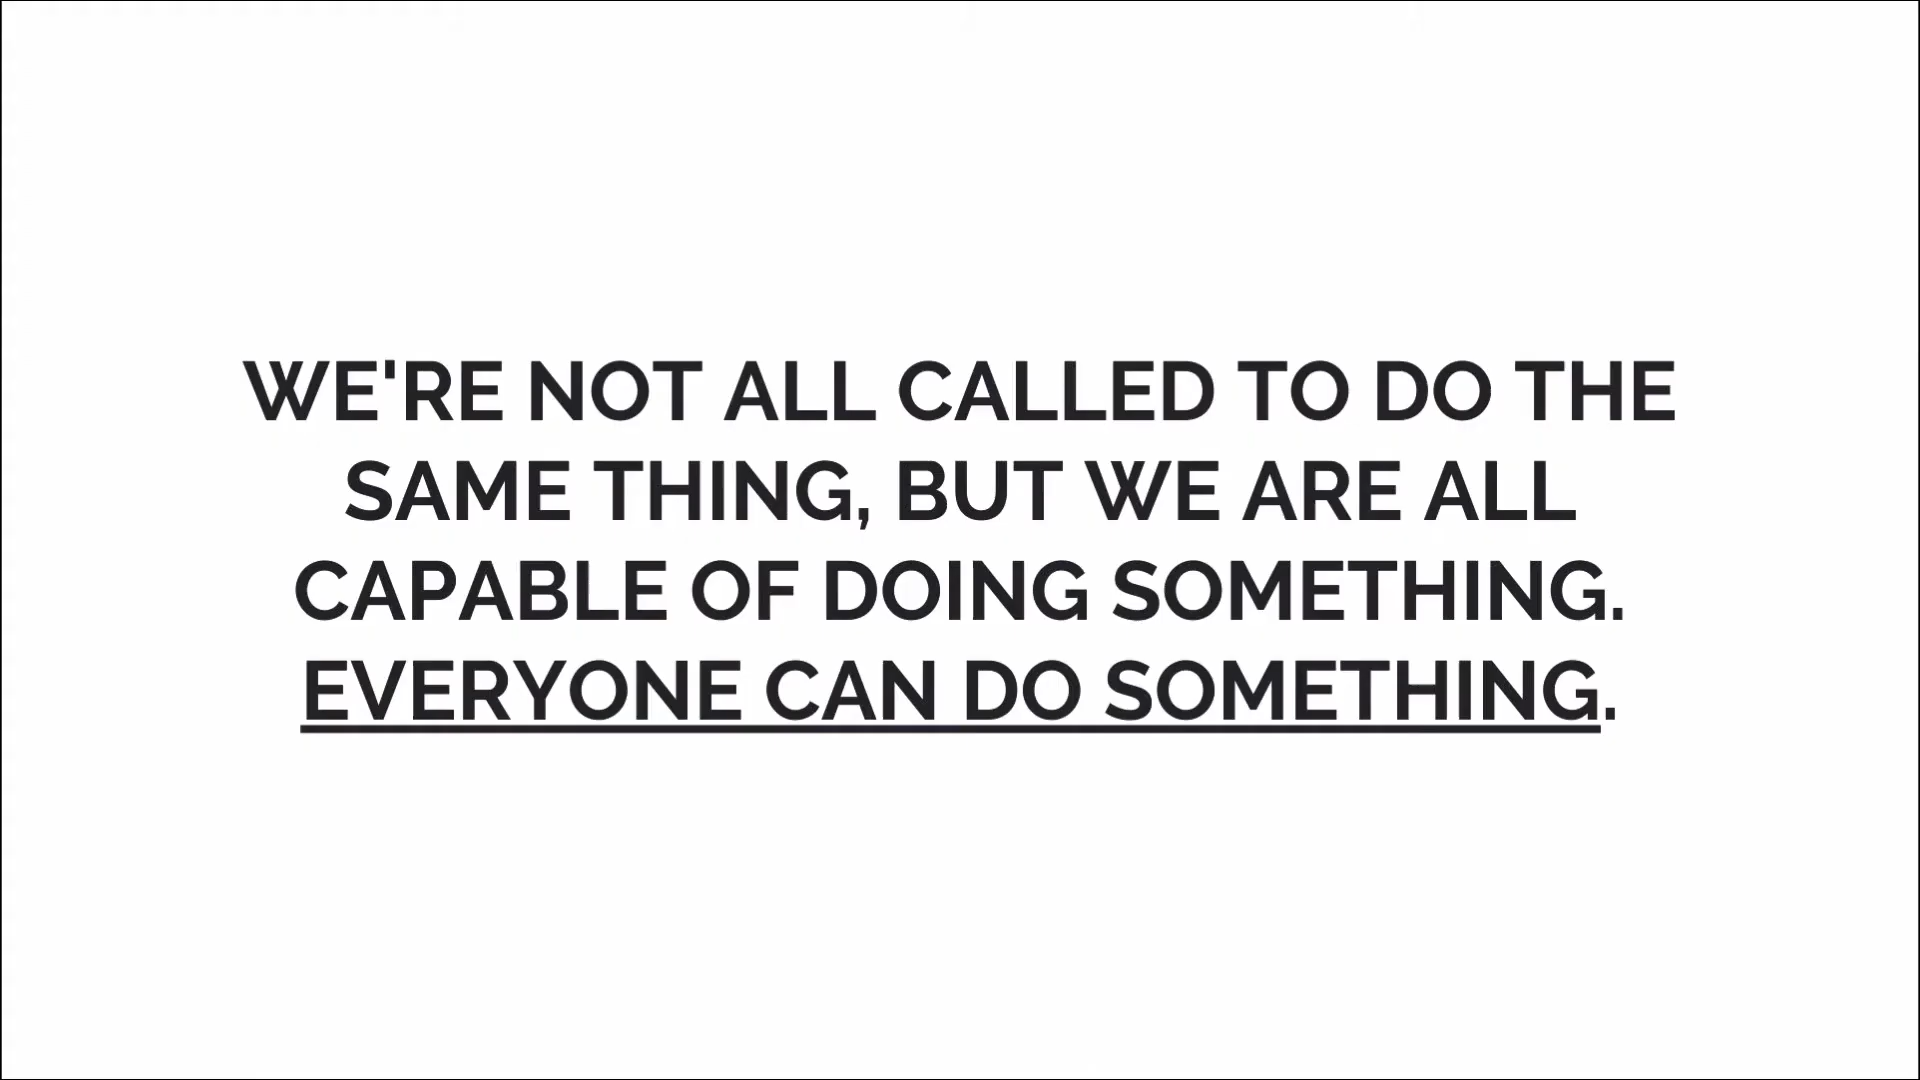 WE'RE NOT ALL CALLED TO DO THE
SAME THING, BUT WE ARE ALL
CAPABLE OF DOING SOMETHING.
EVERYONE CAN DO SOMETHING.